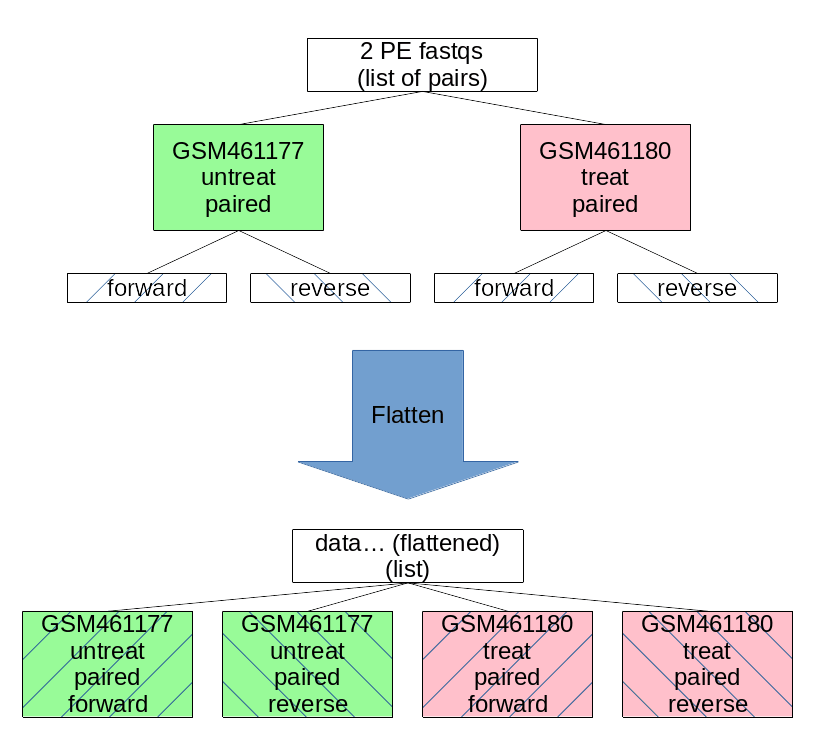 2 PE fastqs
(list of pairs)
GSM461177
untreat
paired
GSM461180
treat
paired
forward
reverse
forward
reverse
Flatten
data… (flattened)
(list)
GSM461177
untreat
paired
forward
GSM461177
untreat
paired
reverse
GSM461180
treat
paired
forward
GSM461180
treat
paired
reverse